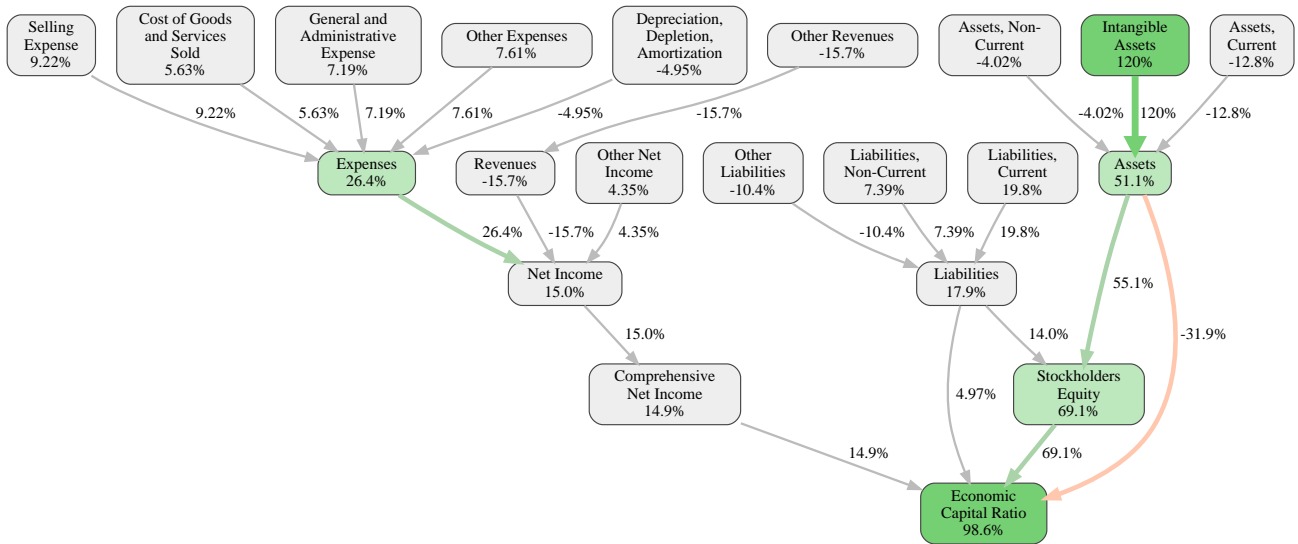 Selling
Expense
9.22%
Cost of Goods
and Services
Sold
5.63%
General and
Administrative
Expense
7.19%
Other Expenses
7.61%
Depreciation,
Depletion,
Amortization
-4.95%
Other Revenues
-15.7%
Assets, Non-
Current
-4.02%
Intangible
Assets
120%
Assets,
Current
-12.8%
9.22%
5.63%
7.19%
7.61%
-4.95%
-15.7%
-4.02%
120%
-12.8%
Expenses
26.4%
Revenues
-15.7%
Other Net
Income
4.35%
Other
Liabilities
-10.4%
Liabilities,
Non-Current
7.39%
Liabilities,
Current
19.8%
Assets
51.1%
26.4%
-15.7%
4.35%
-10.4%
7.39%
19.8%
Net Income
15.0%
Liabilities
17.9%
55.1%
15.0%
14.0%
-31.9%
Comprehensive
Net Income
14.9%
4.97%
Stockholders
Equity
69.1%
14.9%
69.1%
Economic
Capital Ratio
98.6%